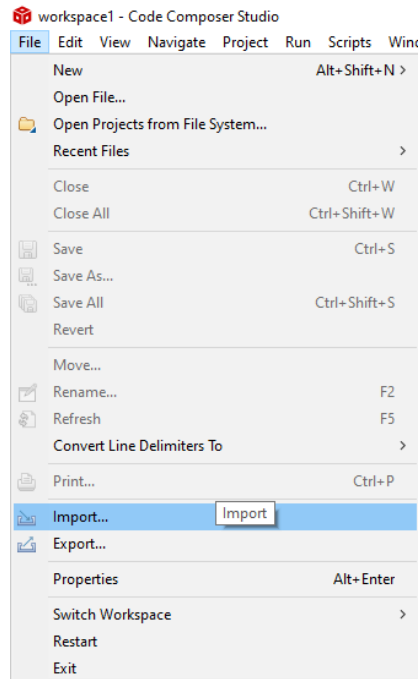 workspace1 - Code Composer Studio
File Edit View Navigate Project Run Scripts
New Alt+Shift+N >
Open File...
Open Projects from File System...
Recent Files >
Close Ctrl+W
Close All Ctrl+Shift+W
Save Ctrl+S
Save As...
Save All Ctrl+Shift+S
Revert
Move...
Rename... F2
Refresh F5
Convert Line Delimiters To >
Print... Ctrl+P
Import... Import
Export...
Properties Alt+Enter
Switch Workspace >
Restart
Exit